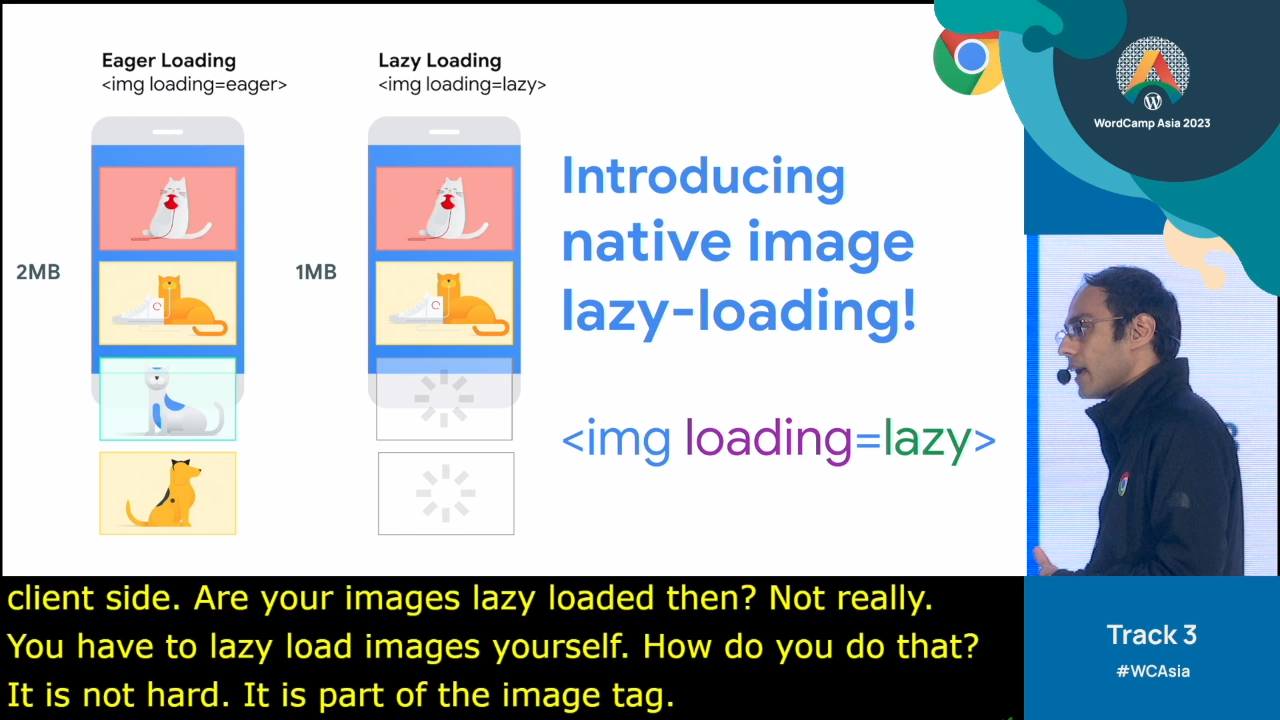 Eager Loading
<img loading=eager>
Lazy Loading
<img loading=lazy>
2MB
1MB
Introducing
native image
lazy-loading!
<img loading=lazy>
WordCamp Asia 2023
client side. Are your images lazy loaded then? Not really.
You have to lazy load images yourself. How do you do that?
It is not hard. It is part of the image tag.
Track 3
#WCAsia